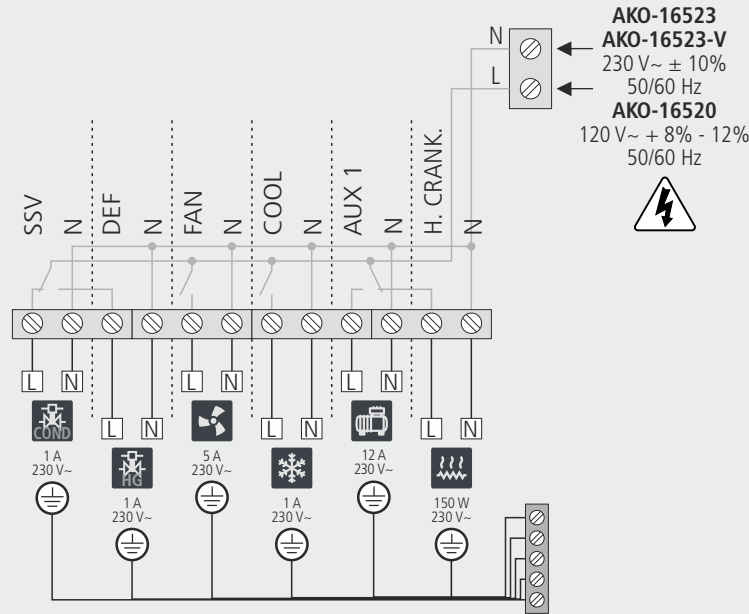 AKO-16523
AKO-16523-V
230 V~ ± 10%
50/60 Hz
AKO-16520
120 V~ + 8% - 12%
50/60 Hz
N
L
SSV
N
DEF
N
FAN
N
COOL
N
AUX 1
N
H. CRANK.
N
L N L N L N
COND
L N L N L N
HG
1 A
230 V~
5 A
230 V~
12 A
230 V~
1 A
230 V~
1 A
230 V~
150 W
230 V~